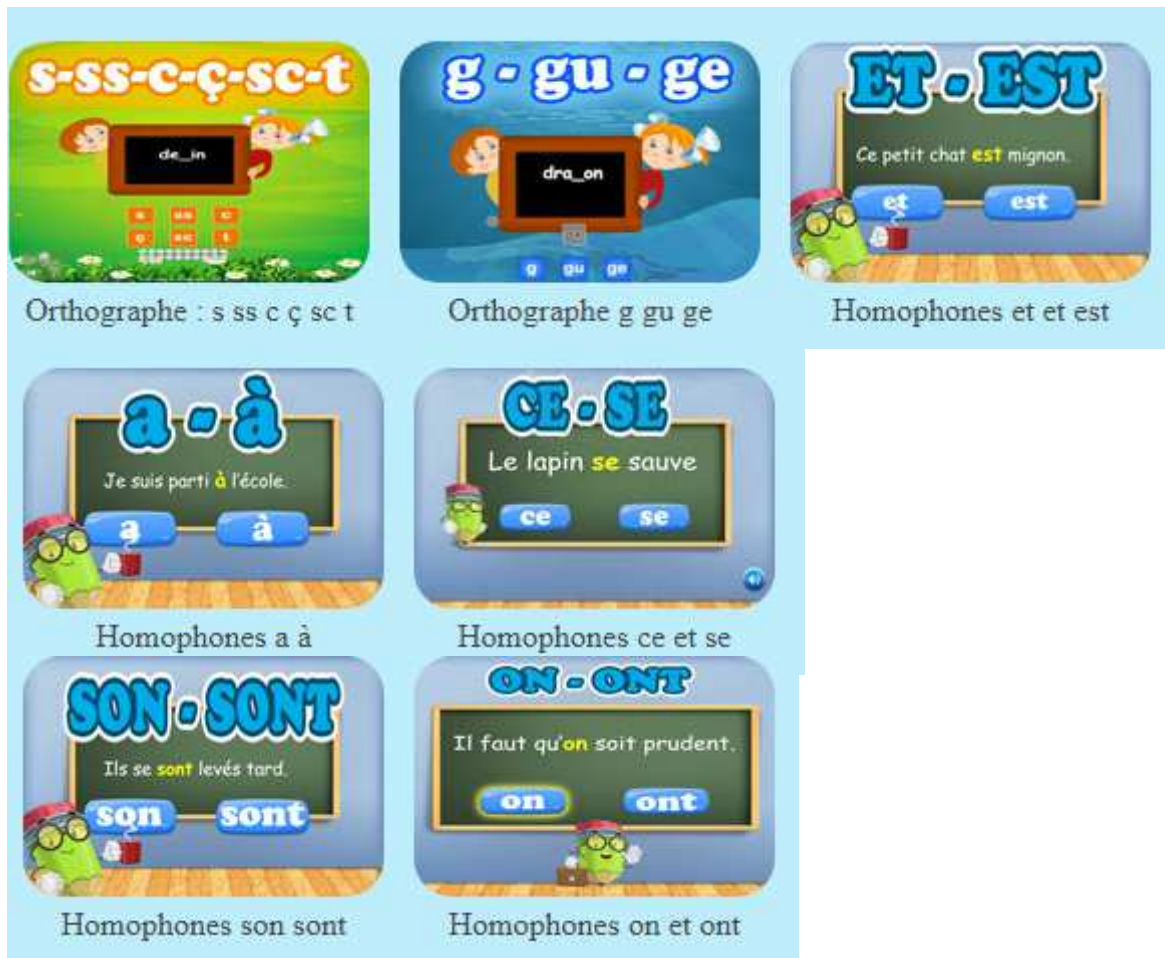 s-ss-c-ç-sc-t
de_in
s ss c
ç sc t
Orthographe : s ss c ç sc t
g - gu - ge
dra_on
g gu ge
Orthographe g gu ge
ET - EST
Ce petit chat est mignon.
et est
Homophones et et est
a - à
Je suis parti à l'école.
a à
Homophones a à
CE - SE
Le lapin se sauve
ce se
Homophones ce et se
SON - SONT
Ils se sont levés tard.
son sont
Homophones son sont
ON - ONT
Il faut qu'on soit prudent.
on ont
Homophones on et ont